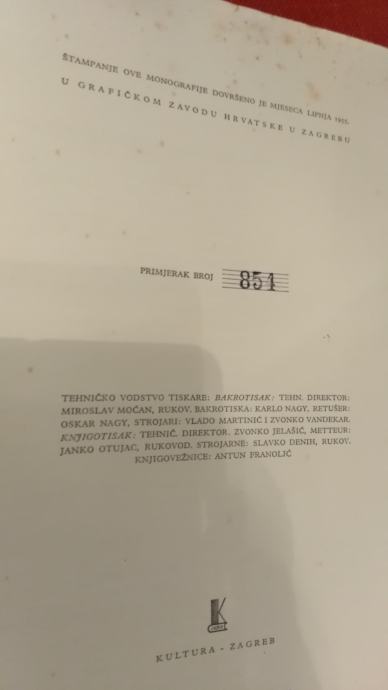 ŠTAMPANJE OVE MONOGRAFIJE DOVRŠENO JE MJESECA LIPNJA 1955.
U GRAFIČKOM ZAVODU HRVATSKE U ZAGREBU
PRIMJERAK BROJ 851
TEHNIČKO VODSTVO TISKARE: BAKROTISAK: TEHN. DIREKTOR:
MIROSLAV MOĆAN, RUKOV. BAKROTISKA: KARLO NAGY, RETUŠER:
OSKAR NAGY, STROJARI: VLADO MARTINIĆ I ZVONKO VANDEKAR.
KNJIGOTISAK: TEHNIČ. DIREKTOR. ZVONKO JELAŠIĆ, METTEUR:
JANKO OTUJAC, RUKOVOD. STROJARNE: SLAVKO DENIH, RUKOV.
KNJIGOVEŽNICE: ANTUN FRANOLIĆ
K
KULTURA - ZAGREB